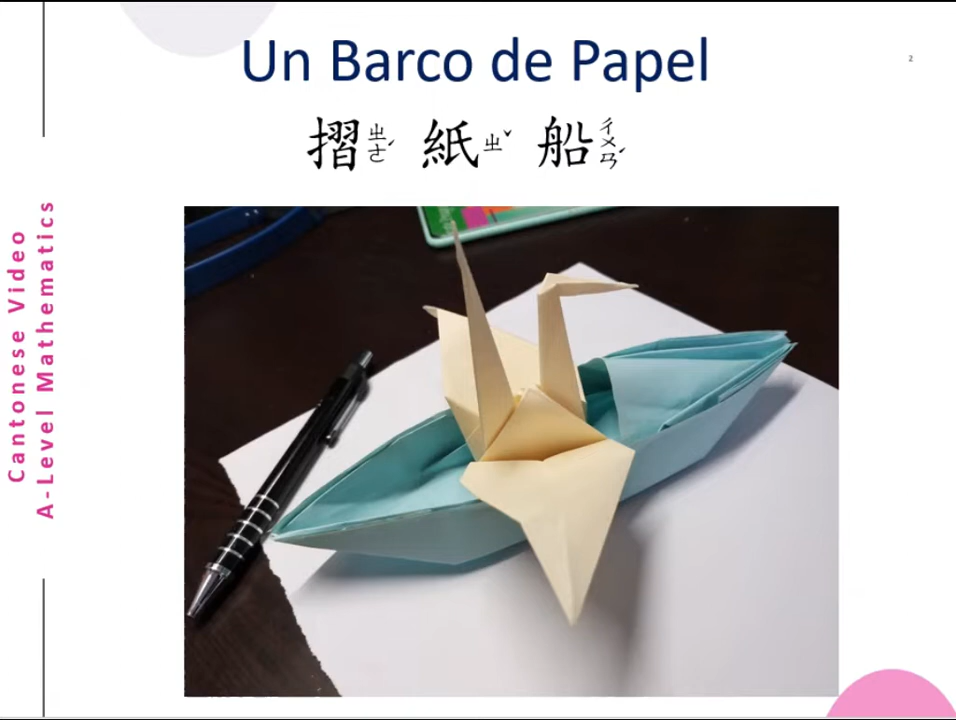 Un Barco de Papel
2
摺ㄓㄜˊ 紙ㄓˇ 船ㄔㄨㄢˊ
Cantonese Video
A-Level Mathematics